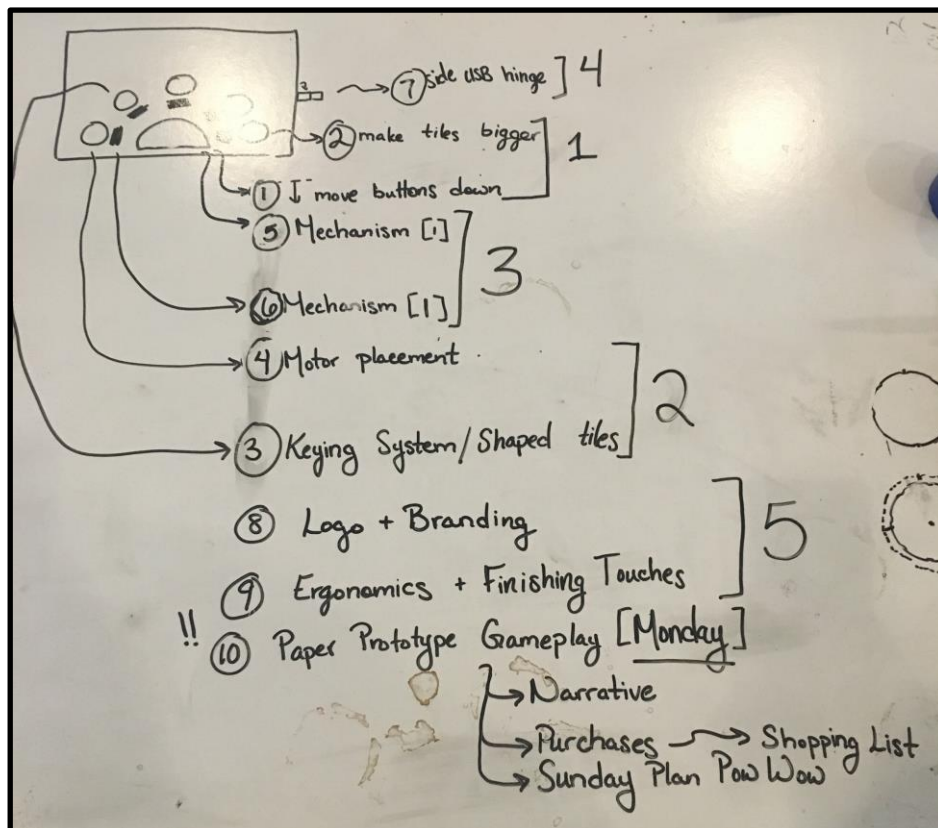 ⑦ side USB hinge ] 4
② make tiles bigger
1
① ↓ move buttons down
⑤ Mechanism [1]
3
⑥ Mechanism [1]
④ Motor placement
2
③ Keying System/Shaped tiles
⑧ Logo + Branding
5
⑨ Ergonomics + Finishing Touches
!! ⑩ Paper Prototype Gameplay [Monday]
→ Narrative
→ Purchases → Shopping List
→ Sunday Plan Pow Wow